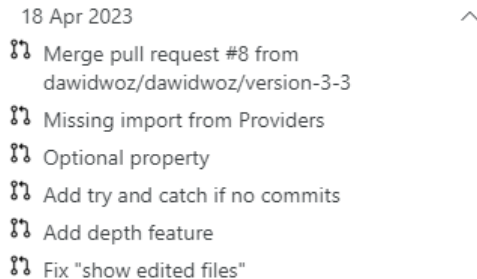 18 Apr 2023
Merge pull request #8 from
dawidwoz/dawidwoz/version-3-3
Missing import from Providers
Optional property
Add try and catch if no commits
Add depth feature
Fix "show edited files"